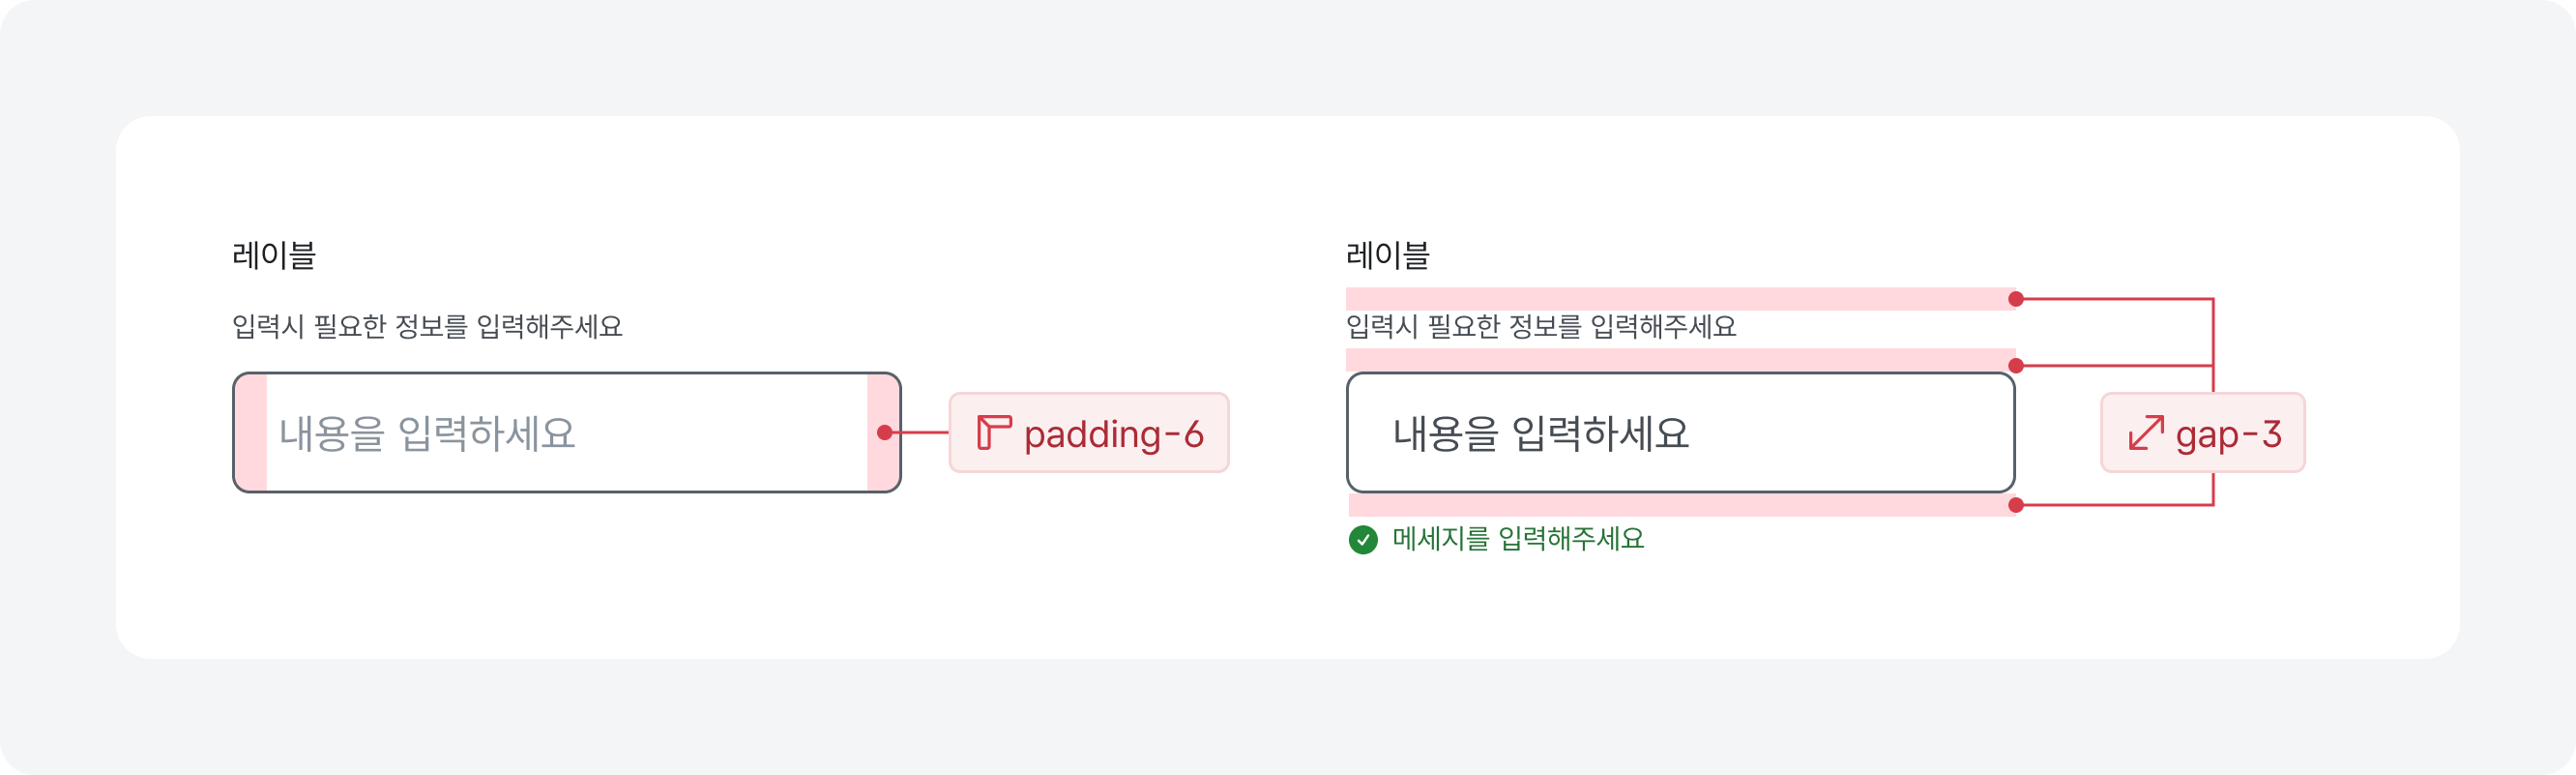 레이블
입력시 필요한 정보를 입력해주세요
내용을 입력하세요
padding-6
레이블
입력시 필요한 정보를 입력해주세요
내용을 입력하세요
gap-3
메세지를 입력해주세요